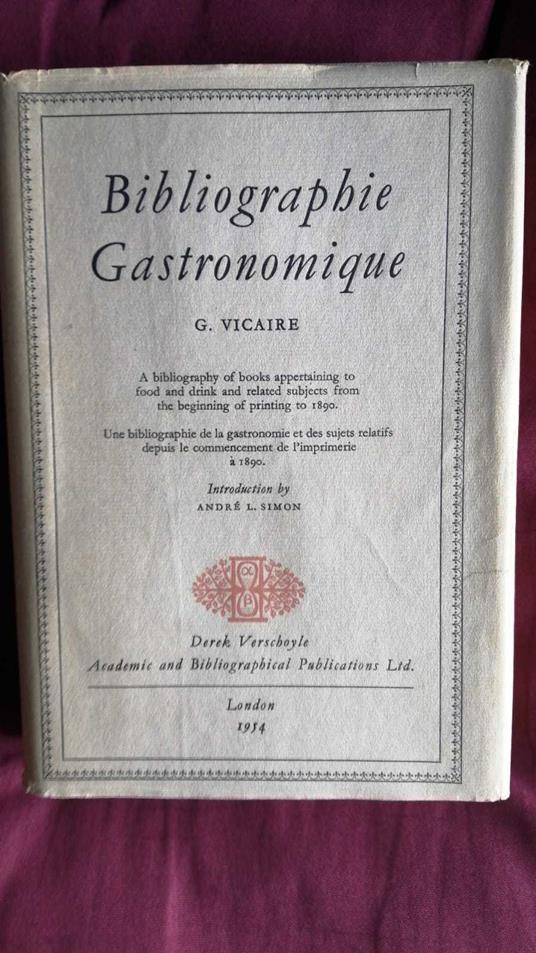 Bibliographie
Gastronomique
G. VICAIRE
A bibliography of books appertaining to
food and drink and related subjects from
the beginning of printing to 1890.
Une bibliographie de la gastronomie et des sujets relatifs
depuis le commencement de l'imprimerie
à 1890.
Introduction by
ANDRÉ L. SIMON
α
β
Derek Verschoyle
Academic and Bibliographical Publications Ltd.
London
1954